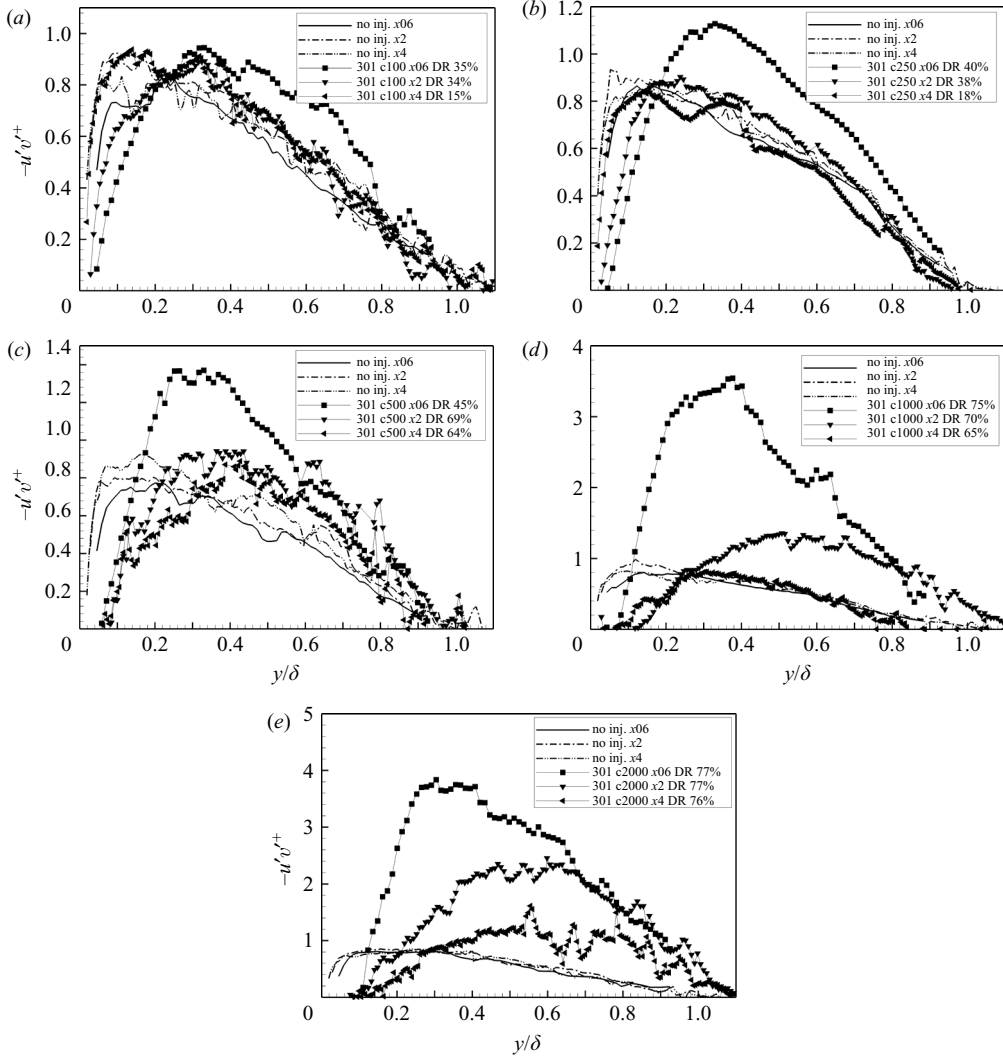 (a)
1.0
0.8
0.6
0.4
0.2
0
0.2
0.4
0.6
0.8
1.0
−u′v′+
no inj. x06
no inj. x2
no inj. x4
301 c100 x06 DR 35%
301 c100 x2 DR 34%
301 c100 x4 DR 15%
(b)
1.2
1.0
0.8
0.6
0.4
0.2
0
0.2
0.4
0.6
0.8
1.0
no inj. x06
no inj. x2
no inj. x4
301 c250 x06 DR 40%
301 c250 x2 DR 38%
301 c250 x4 DR 18%
(c)
1.4
1.2
1.0
0.8
0.6
0.4
0.2
0
0.2
0.4
0.6
0.8
1.0
−u′v′+
y/δ
no inj. x06
no inj. x2
no inj. x4
301 c500 x06 DR 45%
301 c500 x2 DR 69%
301 c500 x4 DR 64%
(d)
4
3
2
1
0
0.2
0.4
0.6
0.8
1.0
y/δ
no inj. x06
no inj. x2
no inj. x4
301 c1000 x06 DR 75%
301 c1000 x2 DR 70%
301 c1000 x4 DR 65%
(e)
5
4
3
2
1
0
0.2
0.4
0.6
0.8
1.0
−u′v′+
y/δ
no inj. x06
no inj. x2
no inj. x4
301 c2000 x06 DR 77%
301 c2000 x2 DR 77%
301 c2000 x4 DR 76%